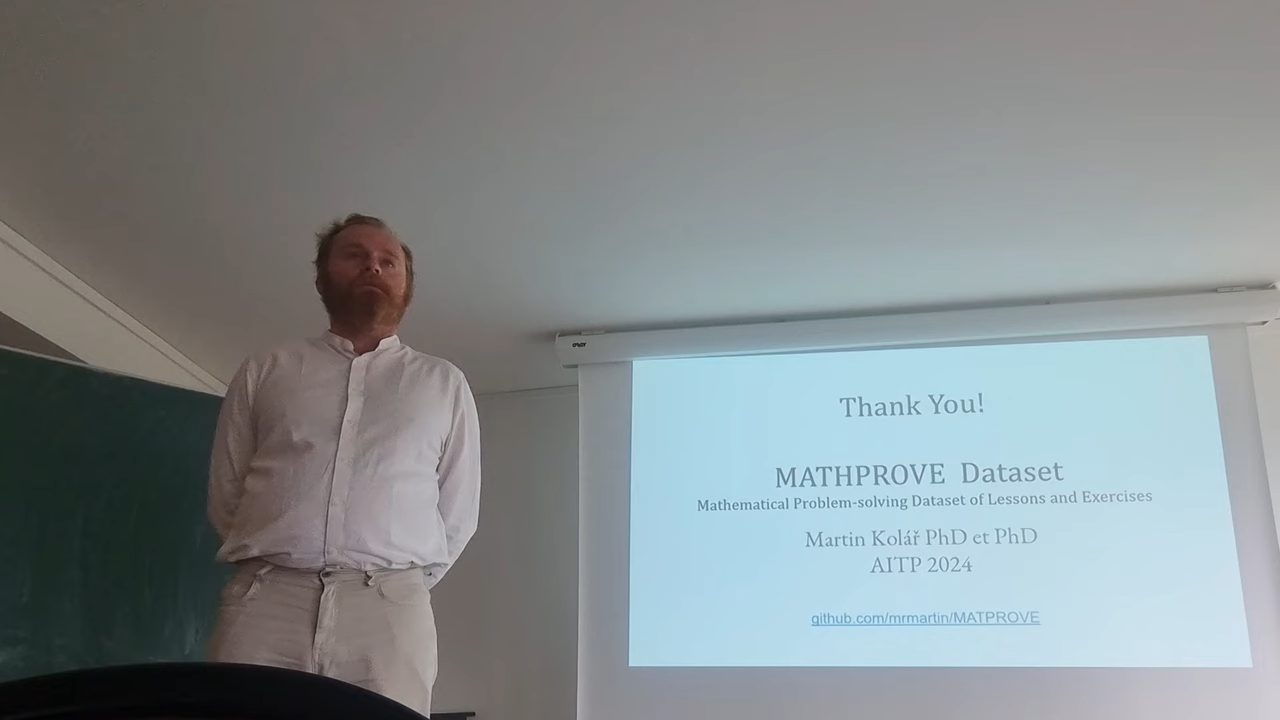 Thank You!
MATHPROVE Dataset
Mathematical Problem-solving Dataset of Lessons and Exercises
Martin Kolář PhD et PhD
AITP 2024
github.com/mrmartin/MATPROVE